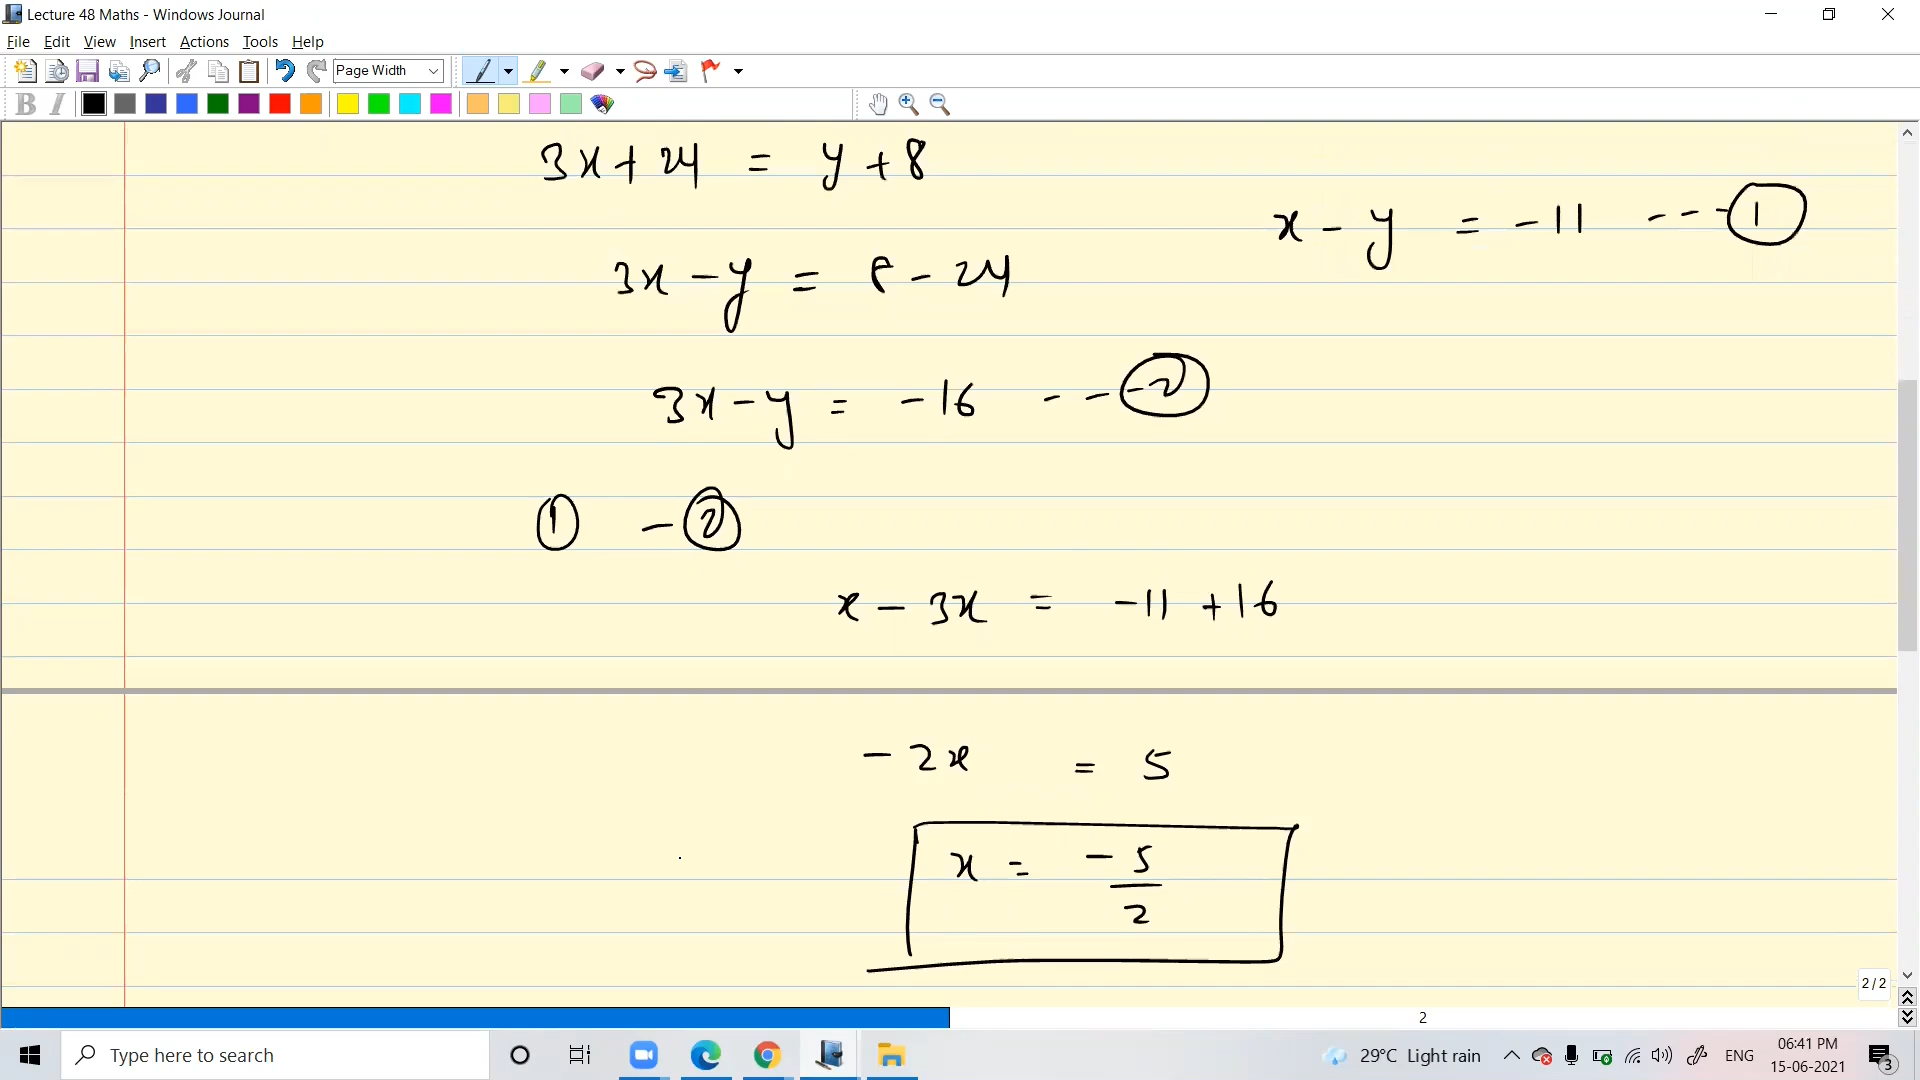 Lecture 48 Maths - Windows Journal
File Edit View Insert Actions Tools Help
Page Width
B I
3x + 24 = y + 8
x - y = -11 --- 1
3x - y = 8 - 24
3x - y = -16 --- 2
1 - 2
x - 3x = -11 + 16
-2x = 5
x = -5/2
2 / 2
2
Type here to search
29°C Light rain
ENG
06:41 PM
15-06-2021
3